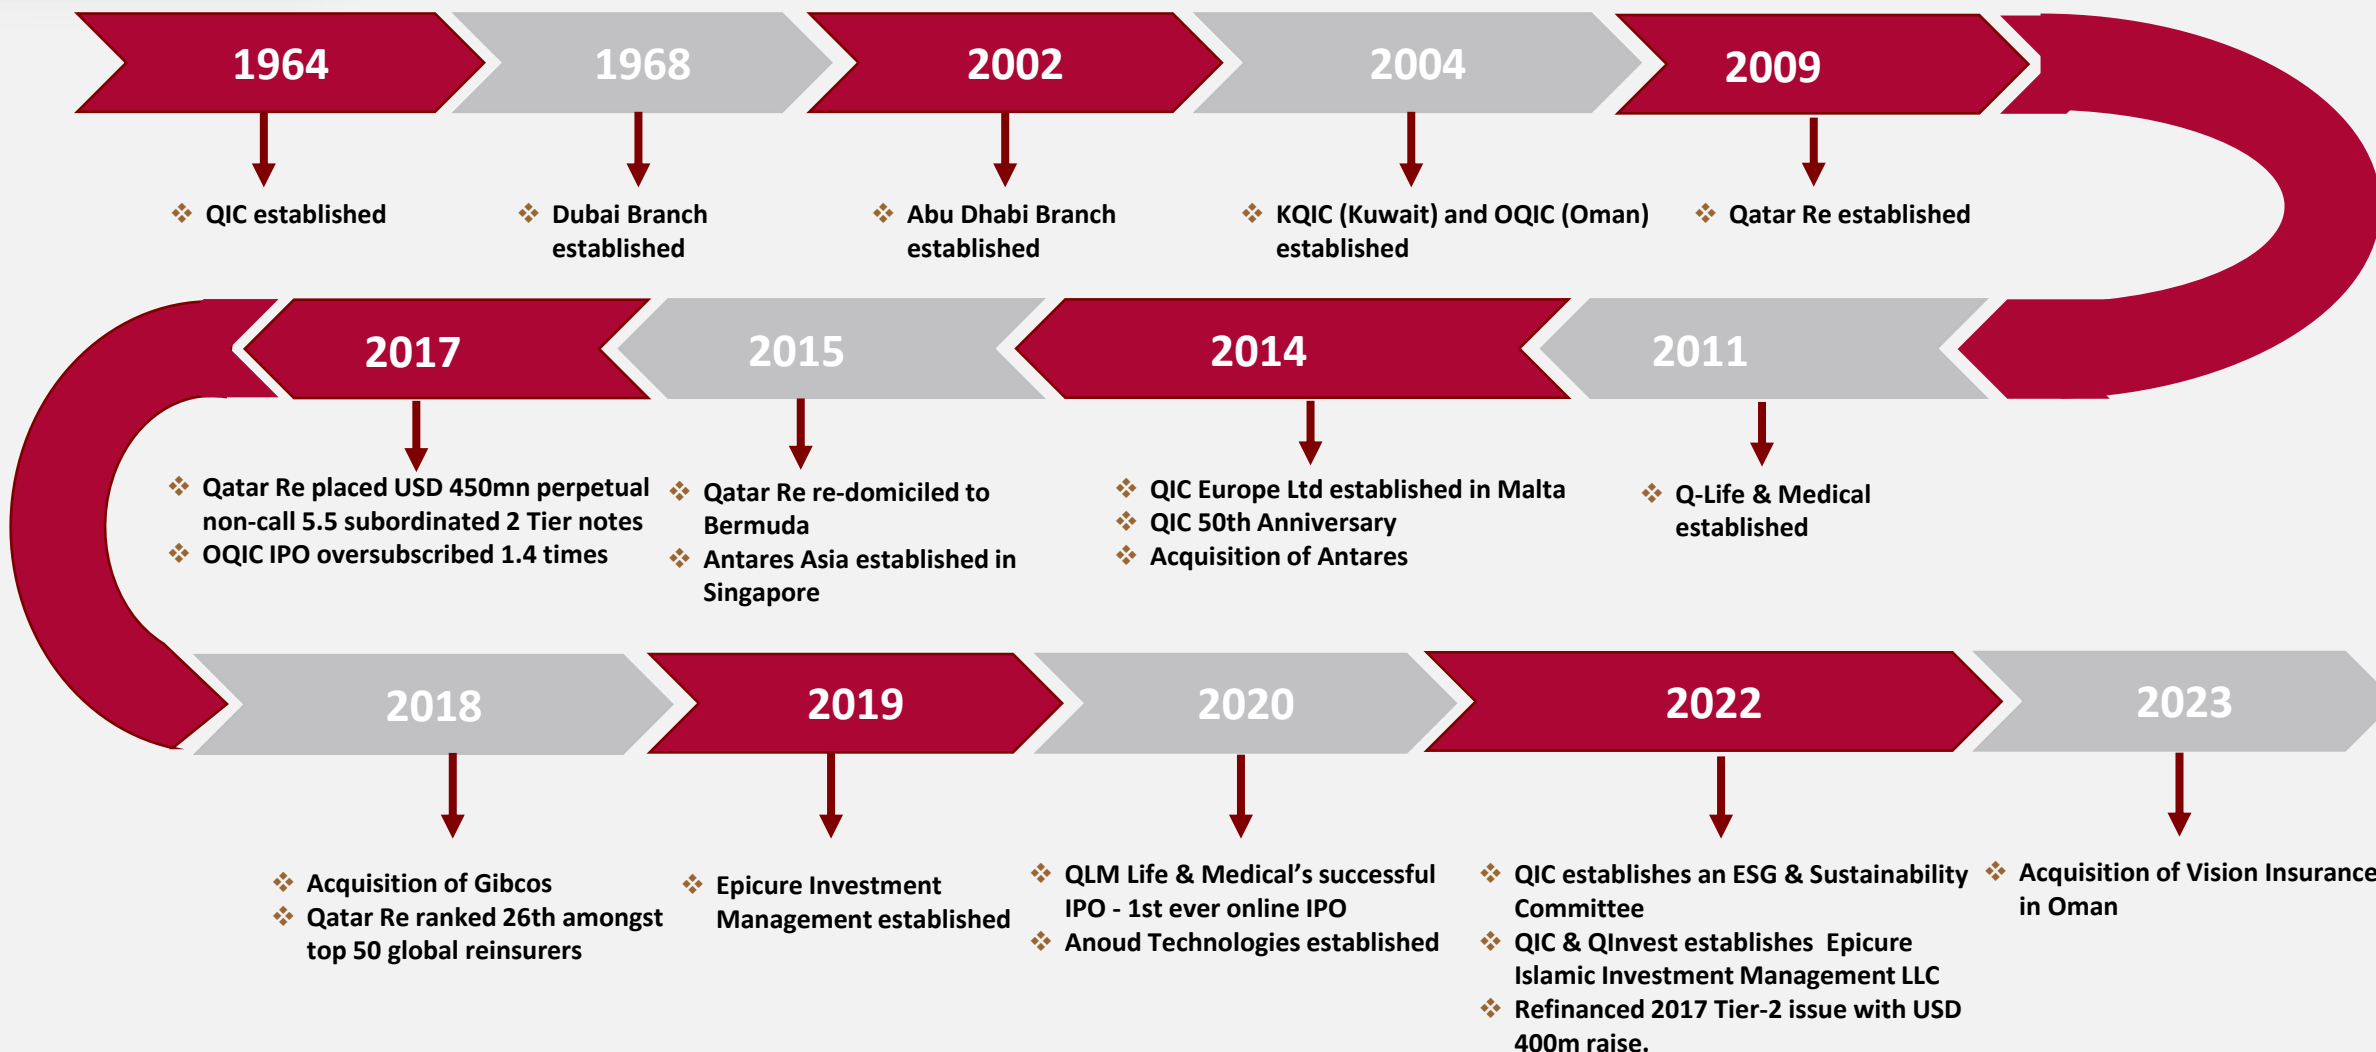 1964
1968
2002
2004
2009
❖ QIC established
❖ Dubai Branch
established
❖ Abu Dhabi Branch
established
❖ KQIC (Kuwait) and OQIC (Oman)
established
❖ Qatar Re established
2017
2015
2014
2011
❖ Qatar Re placed USD 450mn perpetual
non-call 5.5 subordinated 2 Tier notes
❖ OQIC IPO oversubscribed 1.4 times
❖ Qatar Re re-domiciled to
Bermuda
❖ Antares Asia established in
Singapore
❖ QIC Europe Ltd established in Malta
❖ QIC 50th Anniversary
❖ Acquisition of Antares
❖ Q-Life & Medical
established
2018
2019
2020
2022
2023
❖ Acquisition of Gibcos
❖ Qatar Re ranked 26th amongst
top 50 global reinsurers
❖ Epicure Investment
Management established
❖ QLM Life & Medical’s successful
IPO - 1st ever online IPO
❖ Anoud Technologies established
❖ QIC establishes an ESG & Sustainability
Committee
❖ QIC & QInvest establishes Epicure
Islamic Investment Management LLC
❖ Refinanced 2017 Tier-2 issue with USD
400m raise.
❖ Acquisition of Vision Insurance
in Oman